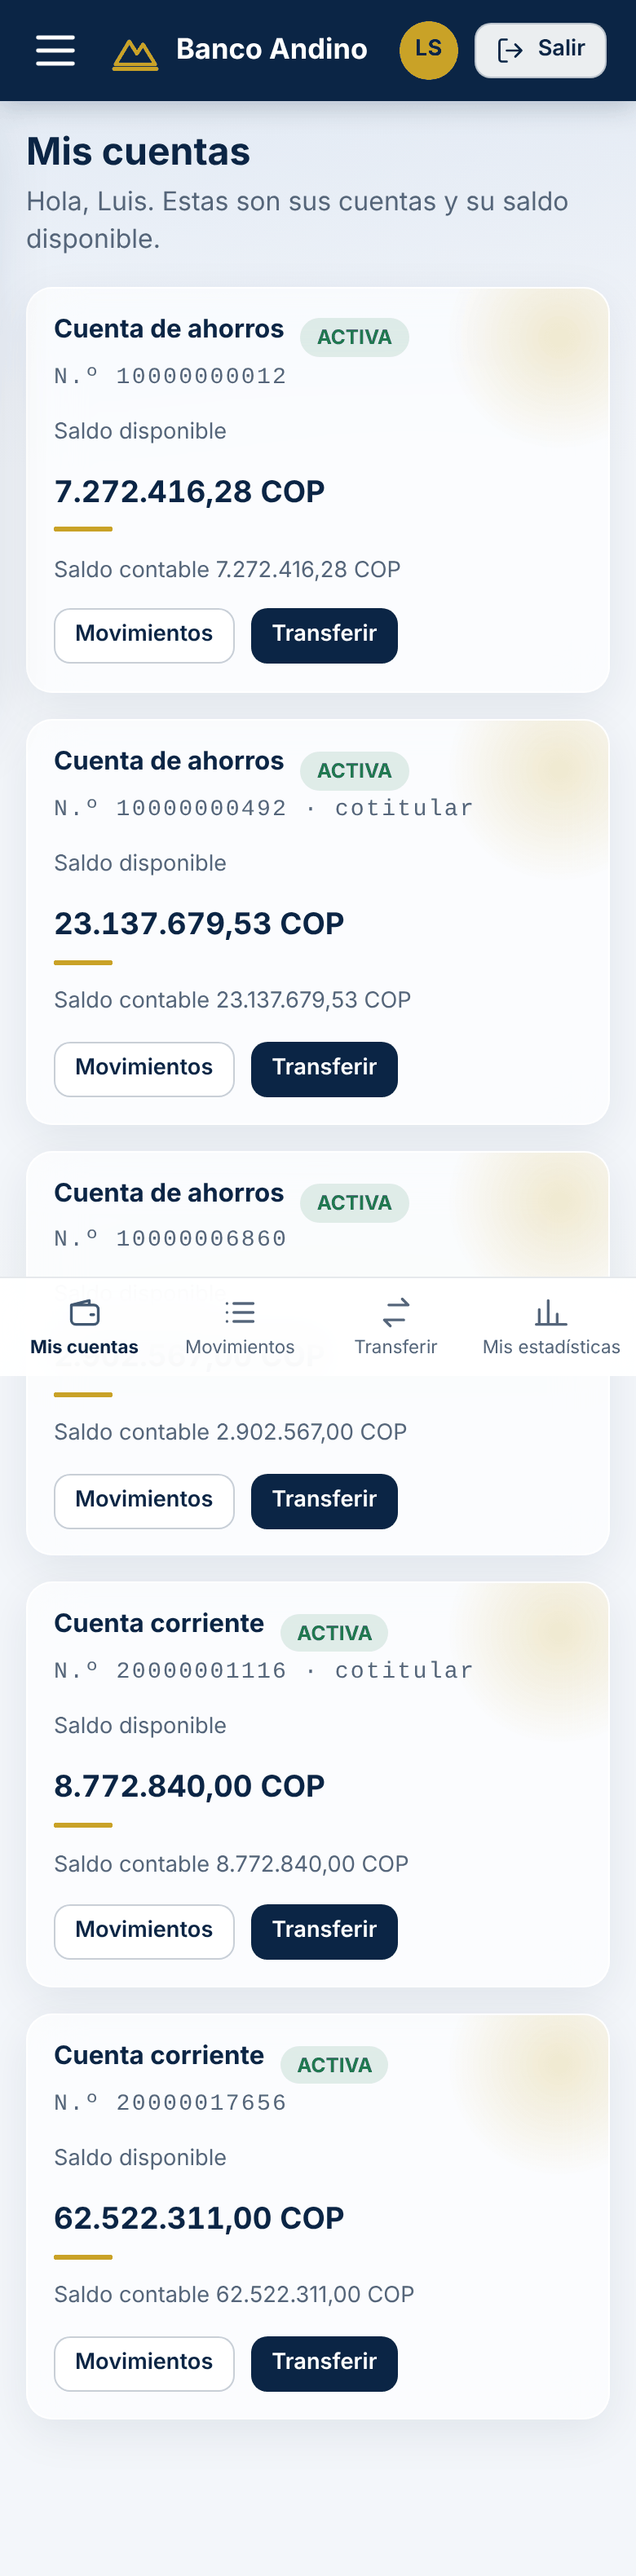 Banco Andino
LS
Salir
Mis cuentas
Hola, Luis. Estas son sus cuentas y su saldo
disponible.
Cuenta de ahorros
ACTIVA
N.º 10000000012
Saldo disponible
7.272.416,28 COP
Saldo contable 7.272.416,28 COP
Movimientos
Transferir
Cuenta de ahorros
ACTIVA
N.º 10000000492 · cotitular
Saldo disponible
23.137.679,53 COP
Saldo contable 23.137.679,53 COP
Movimientos
Transferir
Cuenta de ahorros
ACTIVA
N.º 10000006860
Saldo disponible
Mis cuentas
Movimientos
Transferir
Mis estadísticas
Saldo contable 2.902.567,00 COP
Movimientos
Transferir
Cuenta corriente
ACTIVA
N.º 20000001116 · cotitular
Saldo disponible
8.772.840,00 COP
Saldo contable 8.772.840,00 COP
Movimientos
Transferir
Cuenta corriente
ACTIVA
N.º 20000017656
Saldo disponible
62.522.311,00 COP
Saldo contable 62.522.311,00 COP
Movimientos
Transferir